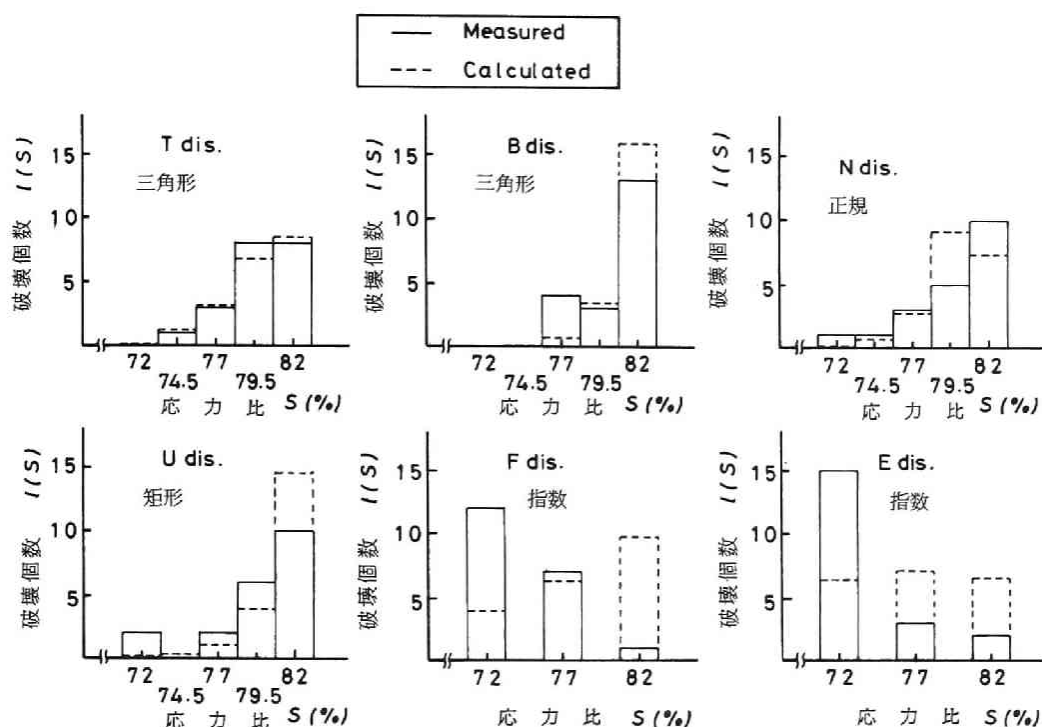 Measured
Calculated
破壊個数 I(S)
15
10
5
T dis.
三角形
72 77 82
74.5 79.5
応力比 S(%)
破壊個数 I(S)
15
10
5
B dis.
三角形
72 77 82
74.5 79.5
応力比 S(%)
破壊個数 I(S)
15
10
5
N dis.
正規
72 77 82
74.5 79.5
応力比 S(%)
破壊個数 I(S)
15
10
5
U dis.
矩形
72 77 82
74.5 79.5
応力比 S(%)
破壊個数 I(S)
15
10
5
F dis.
指数
72 77 82
応力比 S(%)
破壊個数 I(S)
15
10
5
E dis.
指数
72 77 82
応力比 S(%)